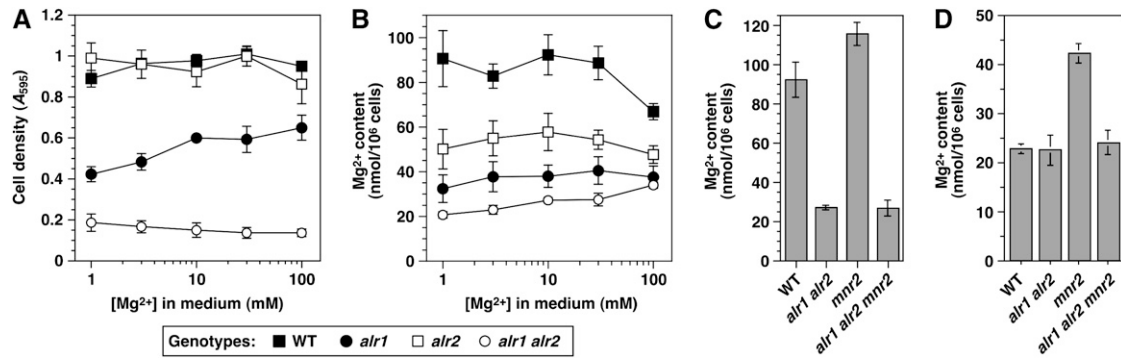 A
Cell density (A595)
1.2
1
0.8
0.6
0.4
0.2
0
1
10
100
[Mg2+] in medium (mM)
B
Mg2+ content
(nmol/106 cells)
120
100
80
60
40
20
0
1
10
100
[Mg2+] in medium (mM)
C
Mg2+ content
(nmol/106 cells)
120
100
80
60
40
20
0
WT
alr1 alr2
mnr2
alr1 alr2 mnr2
D
Mg2+ content
(nmol/106 cells)
50
40
30
20
10
0
WT
alr1 alr2
mnr2
alr1 alr2 mnr2
Genotypes: WT alr1 alr2 alr1 alr2